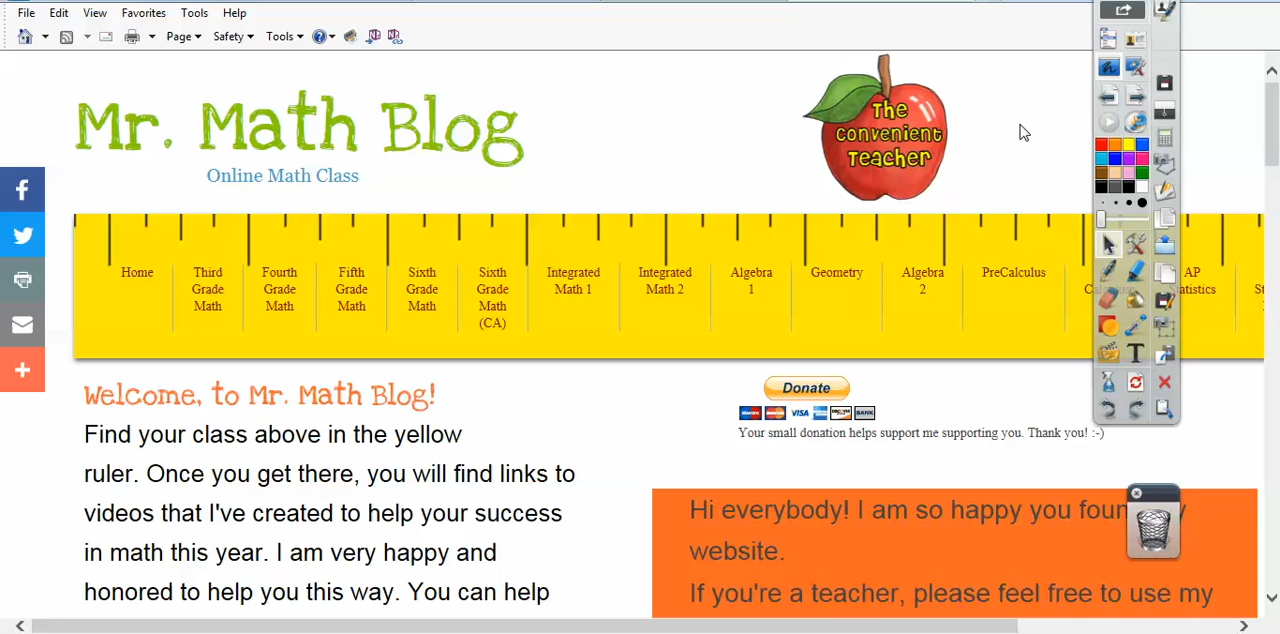 File Edit View Favorites Tools Help
Page Safety Tools
Mr. Math Blog
Online Math Class
The
Convenient
Teacher
Home
Third
Grade
Math
Fourth
Grade
Math
Fifth
Grade
Math
Sixth
Grade
Math
Sixth
Grade
Math
(CA)
Integrated
Math 1
Integrated
Math 2
Algebra
1
Geometry
Algebra
2
PreCalculus
AP
Statistics
Welcome, to Mr. Math Blog!
Find your class above in the yellow
ruler. Once you get there, you will find links to
videos that I've created to help your success
in math this year. I am very happy and
honored to help you this way. You can help
Donate
VISA
BANK
Your small donation helps support me supporting you. Thank you! :-)
Hi everybody! I am so happy you foun
website.
If you're a teacher, please feel free to use my